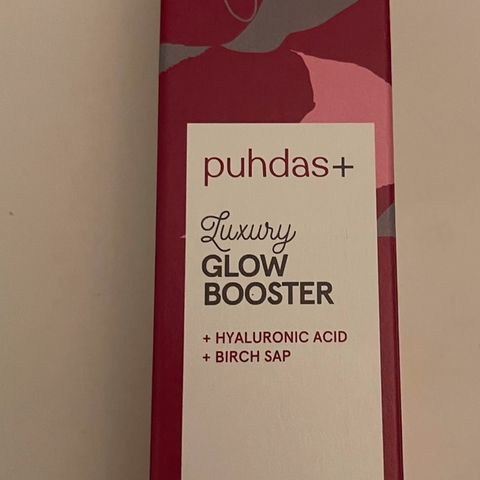 puhdas+
Luxury
GLOW
BOOSTER
+ HYALURONIC ACID
+ BIRCH SAP